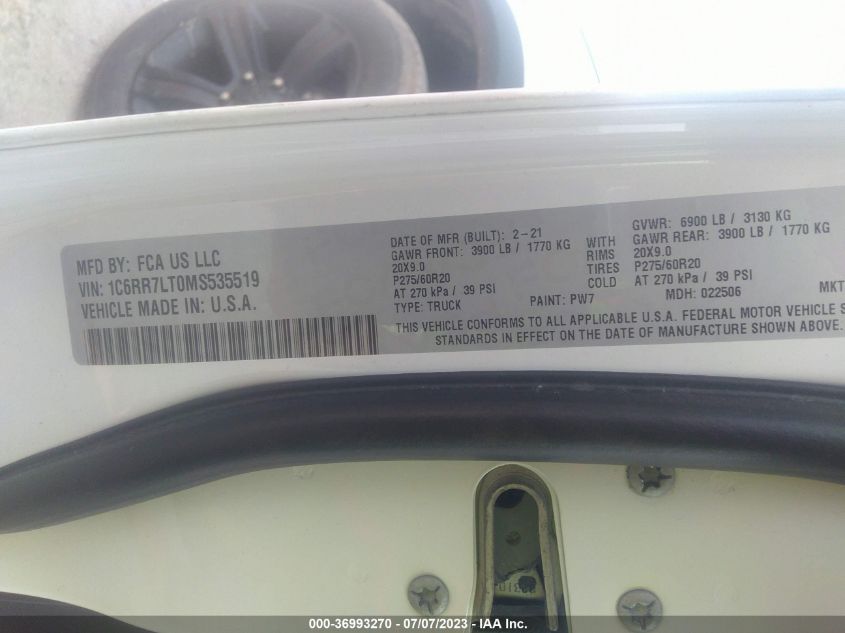 MFD BY: FCA US LLC
VIN: 1C6RR7LT0MS535519
VEHICLE MADE IN: U.S.A.
DATE OF MFR (BUILT): 2-21
GAWR FRONT: 3900 LB / 1770 KG WITH
20X9.0 RIMS
P275/60R20 TIRES
AT 270 kPa / 39 PSI COLD
TYPE: TRUCK PAINT: PW7
GVWR: 6900 LB / 3130 KG
GAWR REAR: 3900 LB / 1770 KG
20X9.0
P275/60R20
AT 270 kPa / 39 PSI
MDH: 022506 MKT
THIS VEHICLE CONFORMS TO ALL APPLICABLE U.S.A. FEDERAL MOTOR VEHICLE
STANDARDS IN EFFECT ON THE DATE OF MANUFACTURE SHOWN ABOVE.
000-36993270 - 07/07/2023 - IAA Inc.